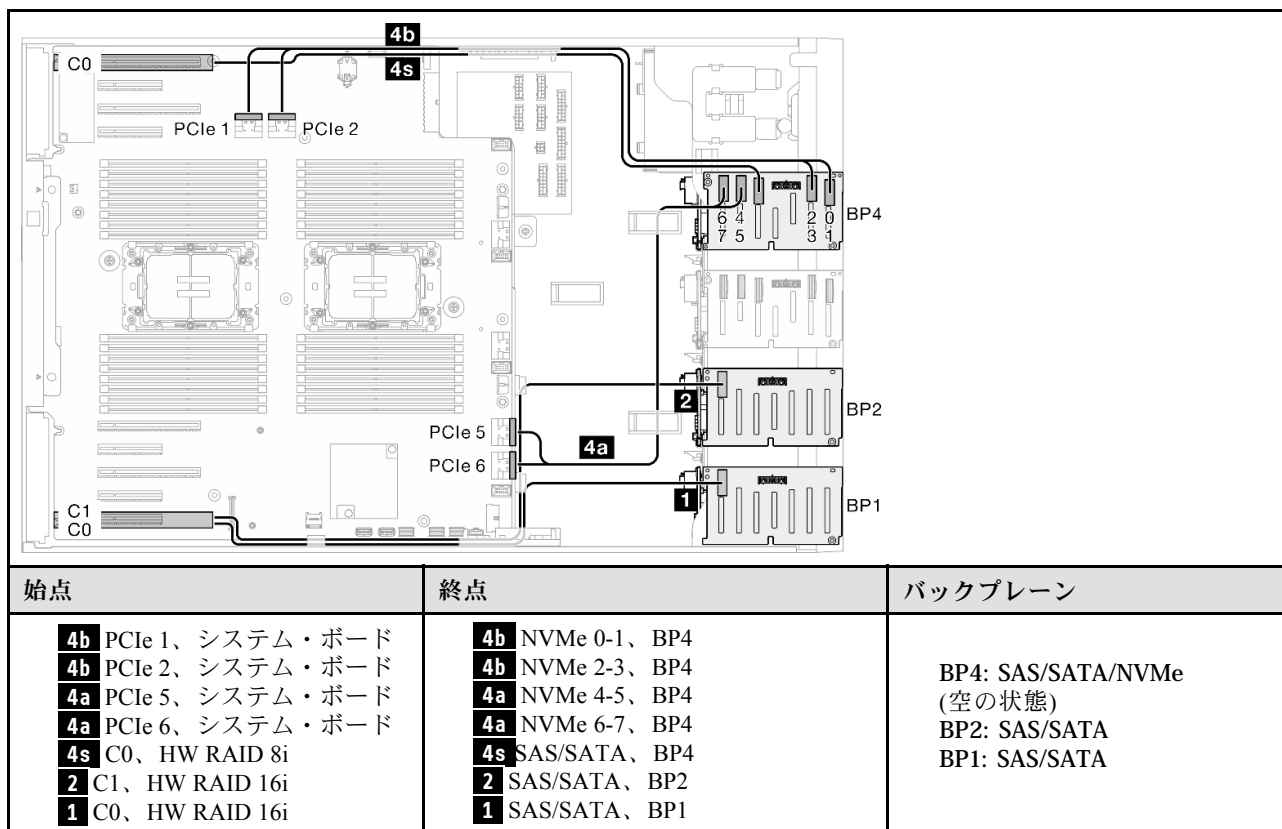 4b
4s
C0
PCIe 1
PCIe 2
6 4 2 0
7 5 3 1
BP4
2
BP2
PCIe 5
4a
PCIe 6
1
BP1
C1
C0
始点
終点
バックプレーン
4b PCIe 1、システム・ボード
4b PCIe 2、システム・ボード
4a PCIe 5、システム・ボード
4a PCIe 6、システム・ボード
4s C0、HW RAID 8i
2 C1、HW RAID 16i
1 C0、HW RAID 16i
4b NVMe 0-1、BP4
4b NVMe 2-3、BP4
4a NVMe 4-5、BP4
4a NVMe 6-7、BP4
4s SAS/SATA、BP4
2 SAS/SATA、BP2
1 SAS/SATA、BP1
BP4: SAS/SATA/NVMe
(空の状態)
BP2: SAS/SATA
BP1: SAS/SATA